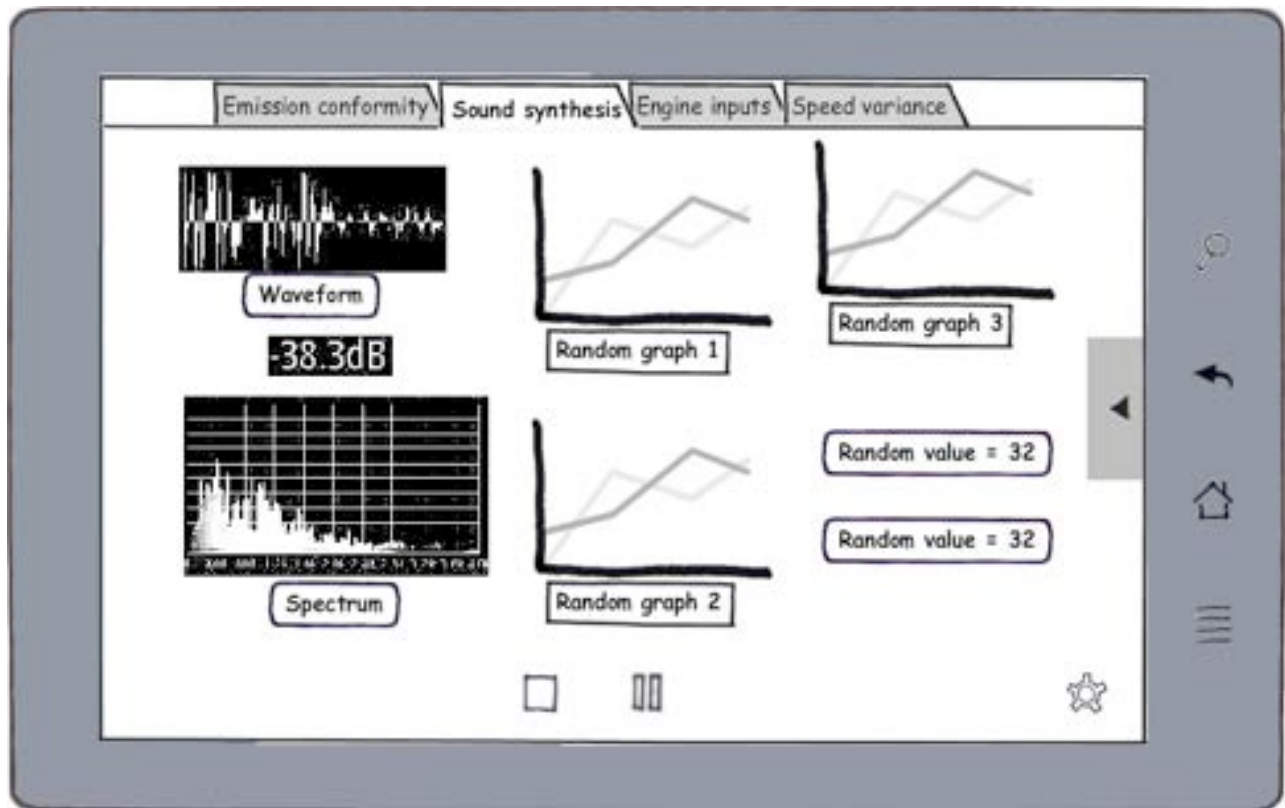 Emission conformity
Sound synthesis
Engine inputs
Speed variance
Waveform
-38.3dB
Spectrum
Random graph 1
Random graph 2
Random graph 3
Random value = 32
Random value = 32